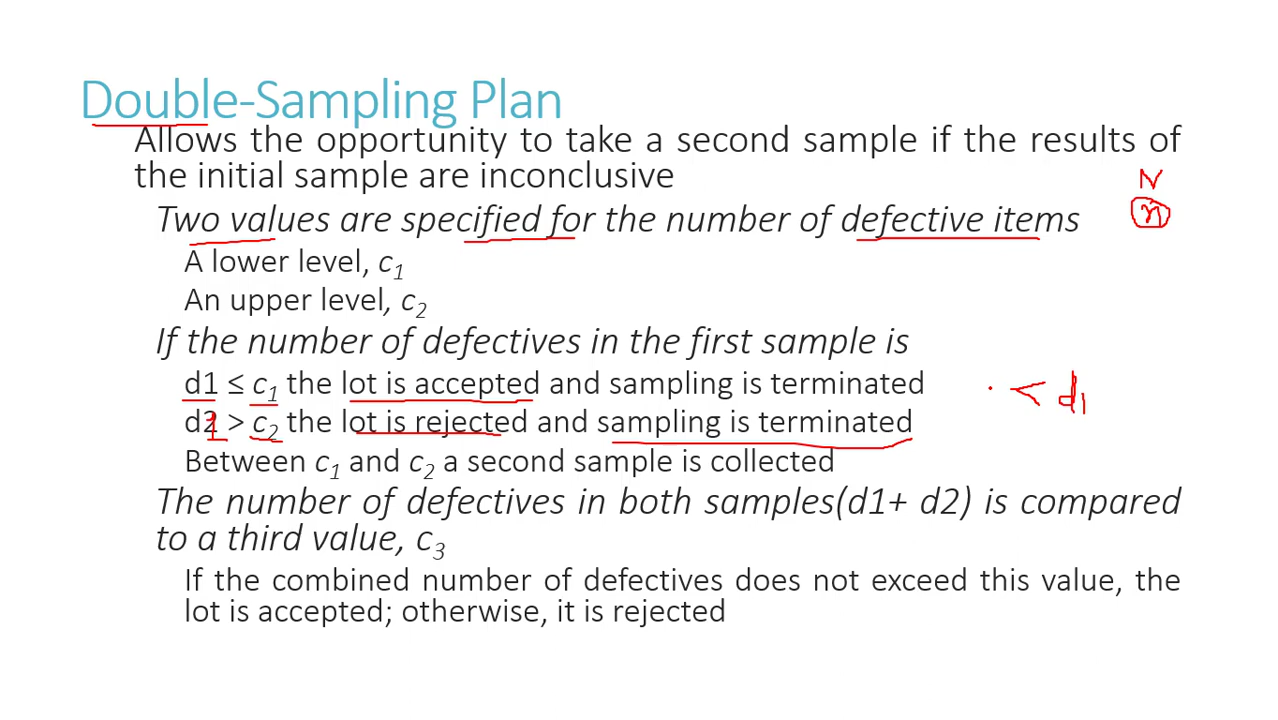 Double-Sampling Plan
Allows the opportunity to take a second sample if the results of
the initial sample are inconclusive
N
n
Two values are specified for the number of defective items
A lower level, c1
An upper level, c2
If the number of defectives in the first sample is
d1 ≤ c1 the lot is accepted and sampling is terminated
< d1
d2 > c2 the lot is rejected and sampling is terminated
1
Between c1 and c2 a second sample is collected
The number of defectives in both samples(d1+ d2) is compared
to a third value, c3
If the combined number of defectives does not exceed this value, the
lot is accepted; otherwise, it is rejected